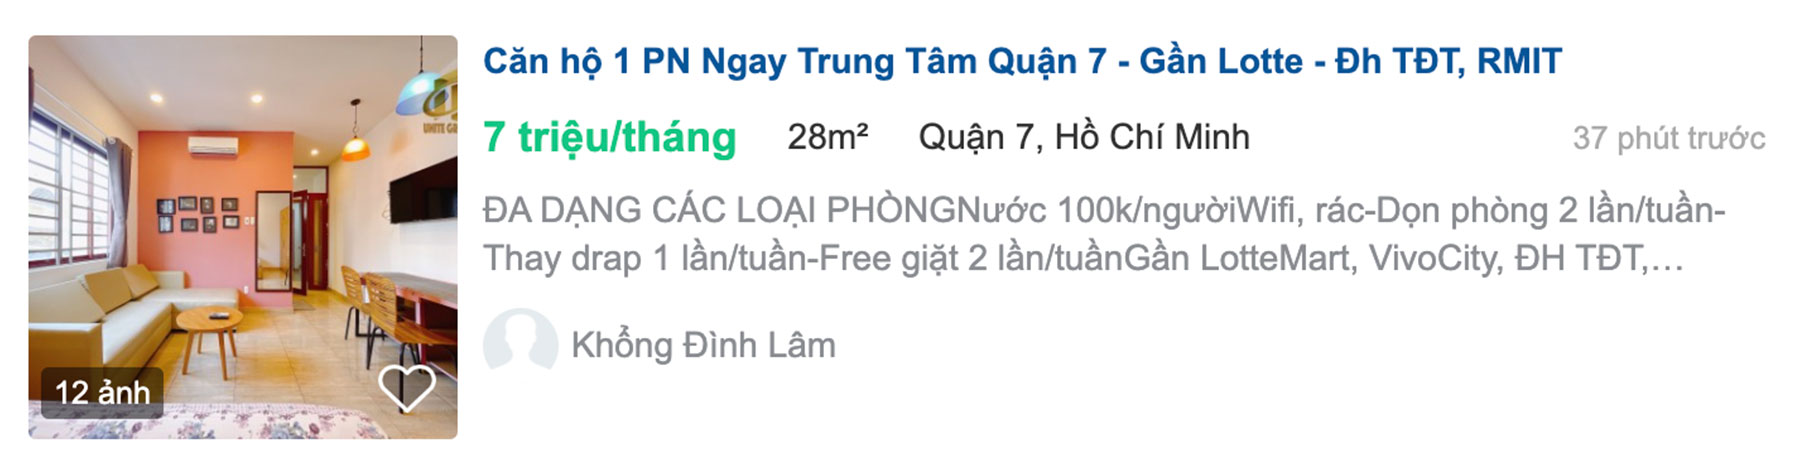 Căn hộ 1 PN Ngay Trung Tâm Quận 7 - Gần Lotte - Đh TĐT, RMIT
7 triệu/tháng 28m² Quận 7, Hồ Chí Minh 37 phút trước
ĐA DẠNG CÁC LOẠI PHÒNGNước 100k/ngườiWifi, rác-Dọn phòng 2 lần/tuần-
Thay drap 1 lần/tuần-Free giặt 2 lần/tuầnGần LotteMart, VivoCity, ĐH TĐT,...
Khổng Đình Lâm
12 ảnh